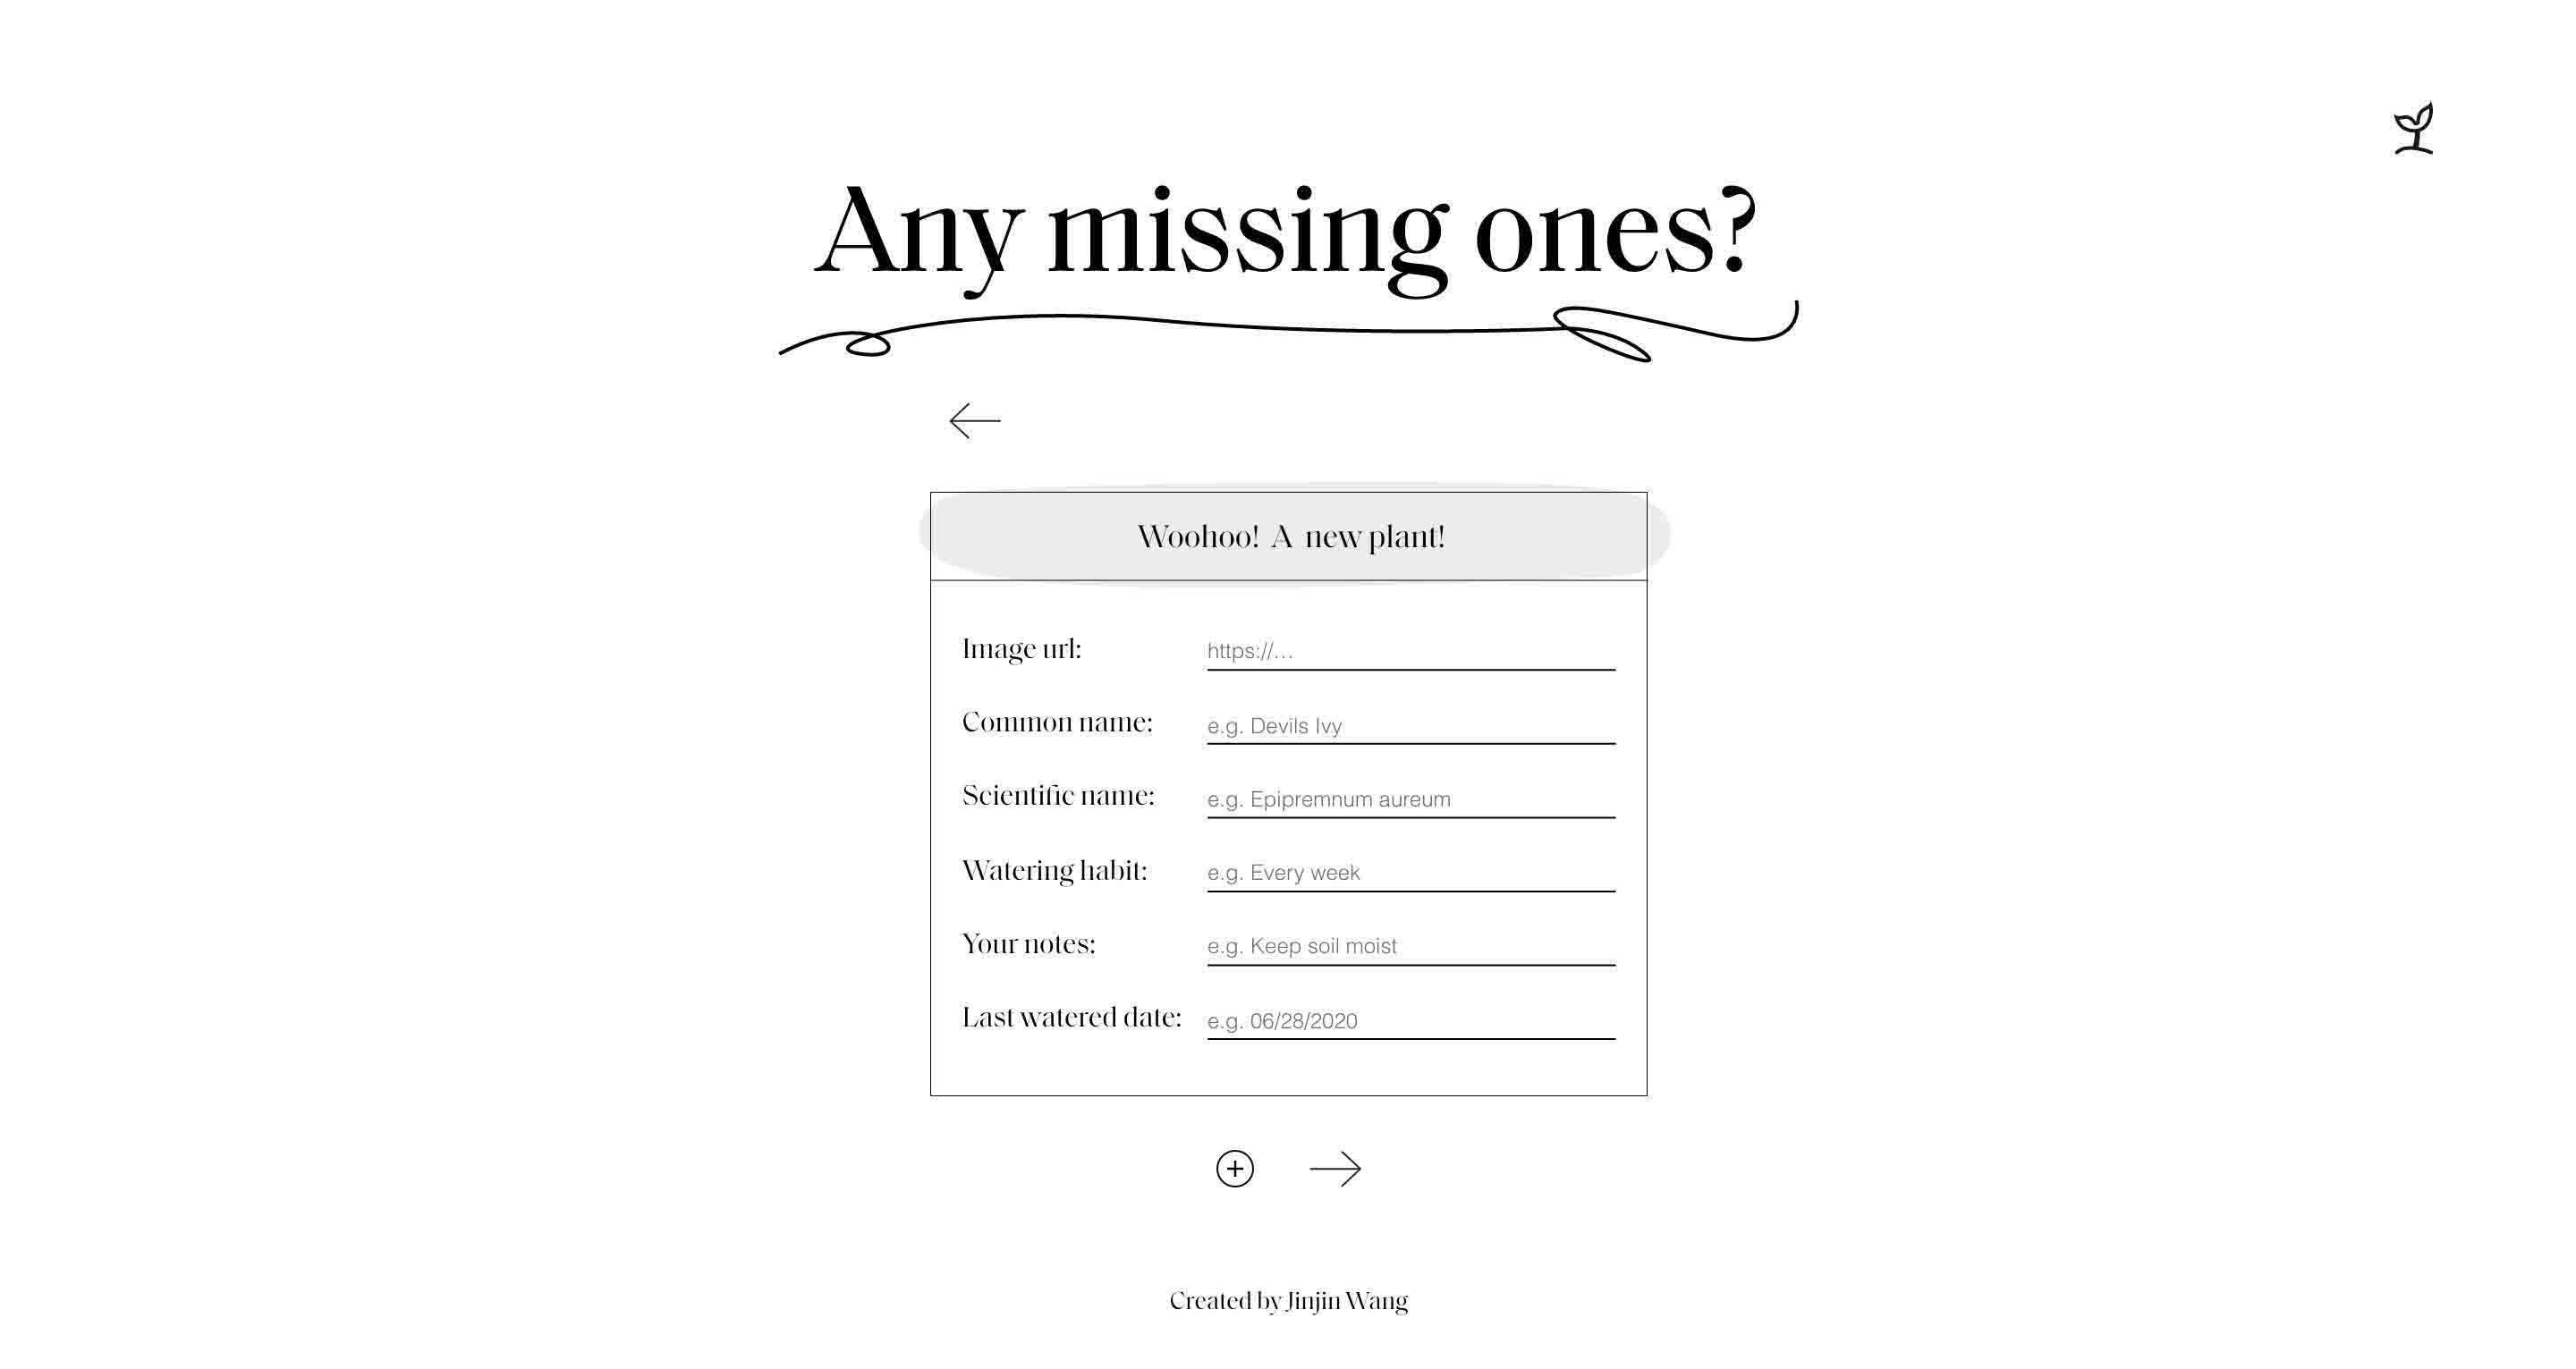 Any missing ones?
Woohoo! A new plant!
Image url: https://...
Common name: e.g. Devils Ivy
Scientific name: e.g. Epipremnum aureum
Watering habit: e.g. Every week
Your notes: e.g. Keep soil moist
Last watered date: e.g. 06/28/2020
Created by Jinjin Wang